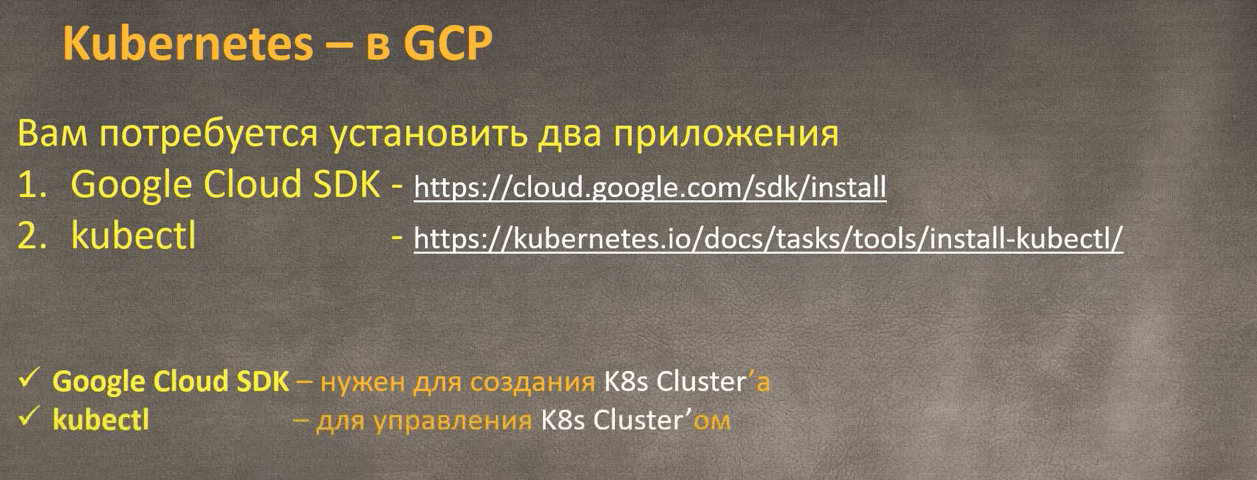 Kubernetes – в GCP
Вам потребуется установить два приложения
1. Google Cloud SDK - https://cloud.google.com/sdk/install
2. kubectl - https://kubernetes.io/docs/tasks/tools/install-kubectl/
✓ Google Cloud SDK – нужен для создания K8s Cluster’а
✓ kubectl – для управления K8s Cluster’ом